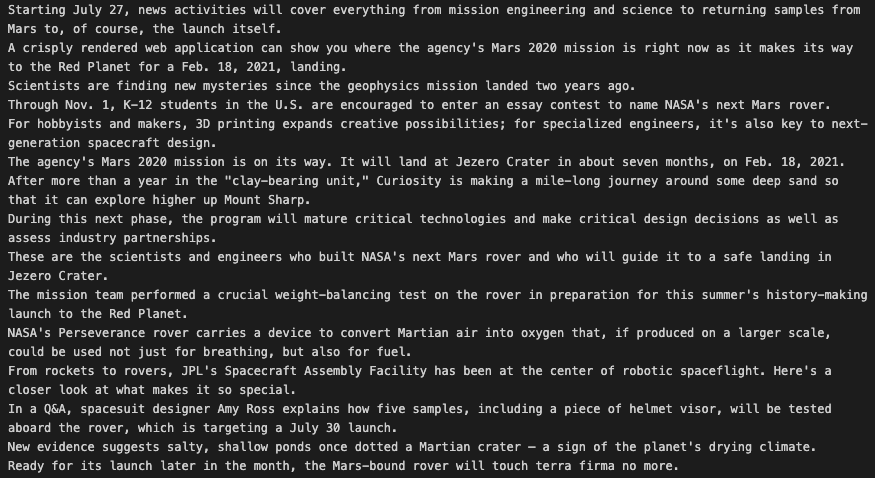 Starting July 27, news activities will cover everything from mission engineering and science to returning samples from
Mars to, of course, the launch itself.
A crisply rendered web application can show you where the agency's Mars 2020 mission is right now as it makes its way
to the Red Planet for a Feb. 18, 2021, landing.
Scientists are finding new mysteries since the geophysics mission landed two years ago.
Through Nov. 1, K-12 students in the U.S. are encouraged to enter an essay contest to name NASA's next Mars rover.
For hobbyists and makers, 3D printing expands creative possibilities; for specialized engineers, it's also key to next-
generation spacecraft design.
The agency's Mars 2020 mission is on its way. It will land at Jezero Crater in about seven months, on Feb. 18, 2021.
After more than a year in the "clay-bearing unit," Curiosity is making a mile-long journey around some deep sand so
that it can explore higher up Mount Sharp.
During this next phase, the program will mature critical technologies and make critical design decisions as well as
assess industry partnerships.
These are the scientists and engineers who built NASA's next Mars rover and who will guide it to a safe landing in
Jezero Crater.
The mission team performed a crucial weight-balancing test on the rover in preparation for this summer's history-making
launch to the Red Planet.
NASA's Perseverance rover carries a device to convert Martian air into oxygen that, if produced on a larger scale,
could be used not just for breathing, but also for fuel.
From rockets to rovers, JPL's Spacecraft Assembly Facility has been at the center of robotic spaceflight. Here's a
closer look at what makes it so special.
In a Q&A, spacesuit designer Amy Ross explains how five samples, including a piece of helmet visor, will be tested
aboard the rover, which is targeting a July 30 launch.
New evidence suggests salty, shallow ponds once dotted a Martian crater — a sign of the planet's drying climate.
Ready for its launch later in the month, the Mars-bound rover will touch terra firma no more.